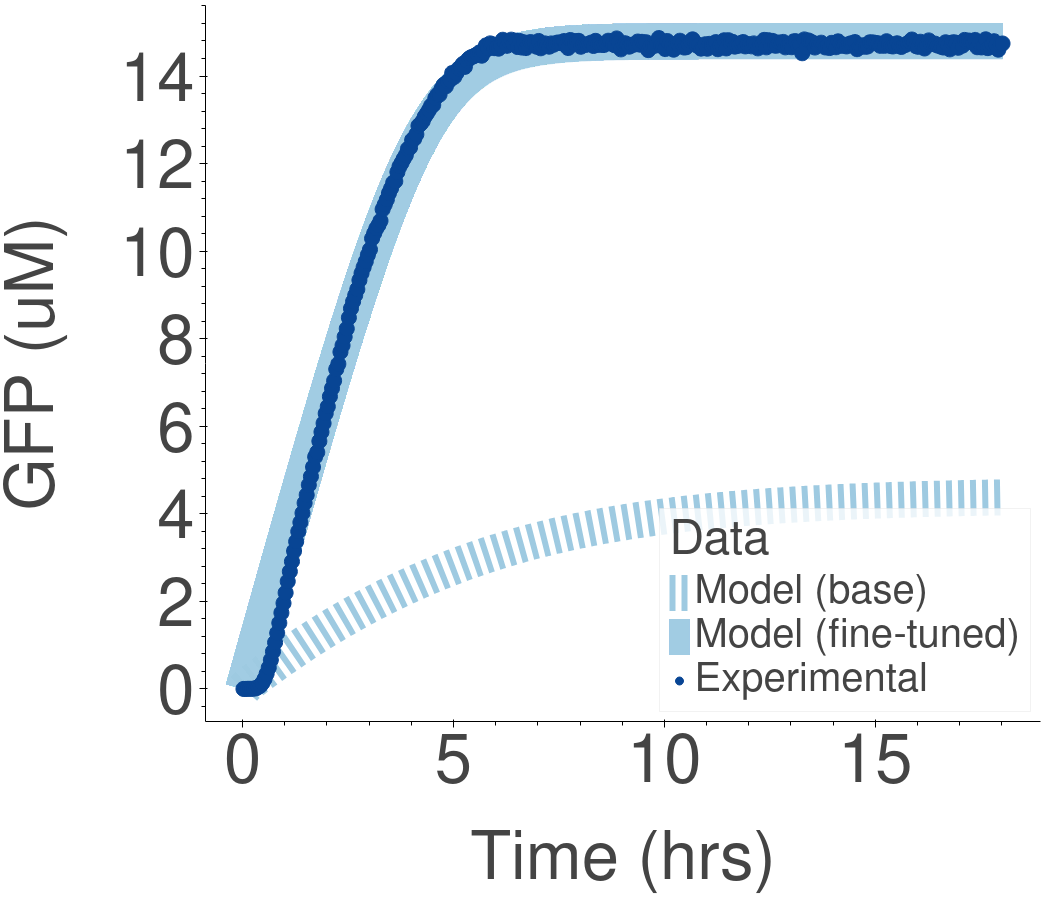 GFP (uM)
14
12
10
8
6
4
2
0
0 5 10 15
Time (hrs)
Data
Model (base)
Model (fine-tuned)
Experimental